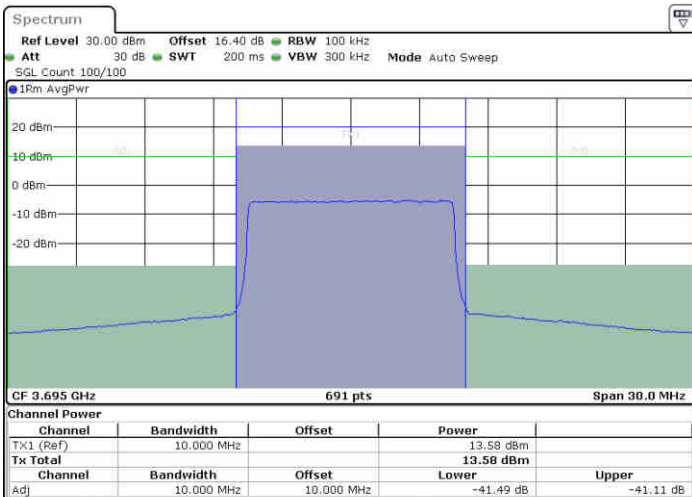 Spectrum
Ref Level 30.00 dBm Offset 16.40 dB RBW 100 kHz
Att 30 dB SWT 200 ms VBW 300 kHz Mode Auto Sweep
SGL Count 100/100
1Rm AvgPwr
20 dBm
10 dBm
0 dBm
-10 dBm
-20 dBm
CF 3.695 GHz 691 pts Span 30.0 MHz
Channel Power
Channel Bandwidth Offset Power
TX1 (Ref) 10.000 MHz 13.58 dBm
Tx Total 13.58 dBm
Channel Bandwidth Offset Lower Upper
Adj 10.000 MHz 10.000 MHz -41.49 dB -41.11 dB